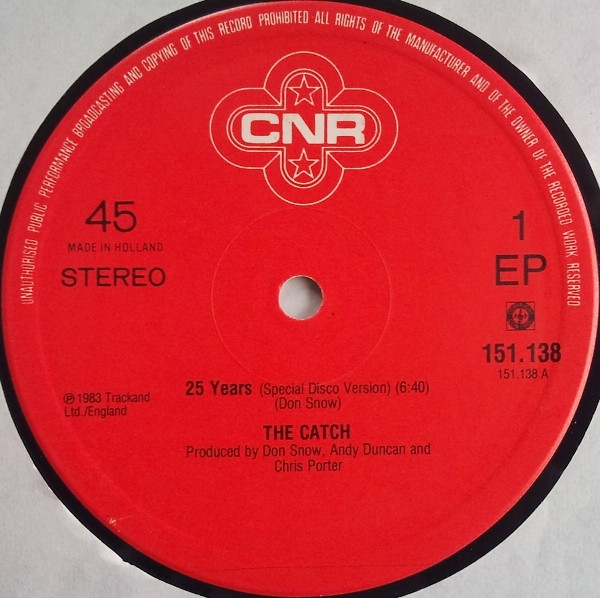 UNAUTHORISED PUBLIC PERFORMANCE BROADCASTING AND COPYING OF THIS RECORD PROHIBITED ALL RIGHTS OF THE MANUFACTURER AND OF THE OWNER OF THE RECORDED WORK RESERVED
CNR
45
MADE IN HOLLAND
STEREO
1
EP
151.138
151.138 A
℗ 1983 Trackand
Ltd./England
25 Years (Special Disco Version) (6:40)
(Don Snow)
THE CATCH
Produced by Don Snow, Andy Duncan and
Chris Porter